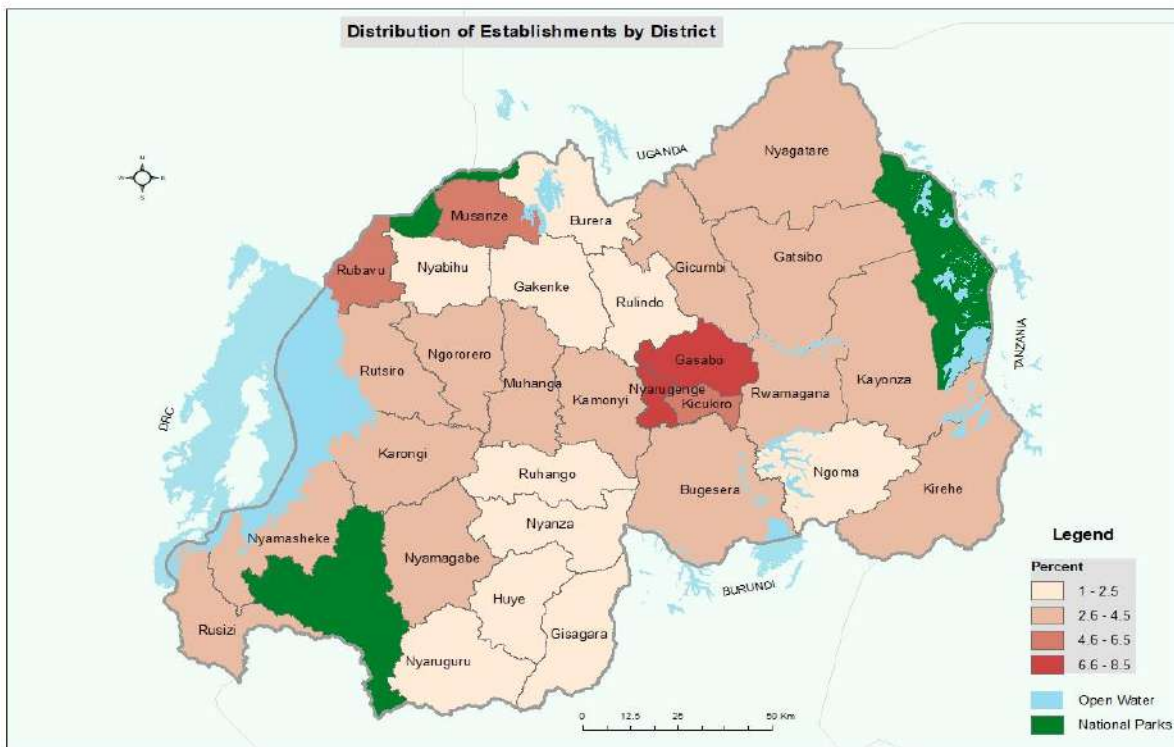 Distribution of Establishments by District
UGANDA
Nyagatare
N
W E
S
Musanze
Burera
Rubavu
Nyabihu
Gakenke
Rulindo
Gicumbi
Gatsibo
TANZANIA
Gasabo
Rutsiro
Ngororero
Muhanga
Kamonyi
Nyarugenge
Kicukiro
Rwamagana
Kayonza
DRC
Karongi
Ruhango
Bugesera
Ngoma
Kirehe
Nyamasheke
Nyamagabe
Nyanza
BURUNDI
Huye
Rusizi
Gisagara
Nyaruguru
Legend
Percent
1 - 2.5
2.6 - 4.5
4.6 - 6.5
6.6 - 8.5
Open Water
National Parks
0 12.5 25 50 Km